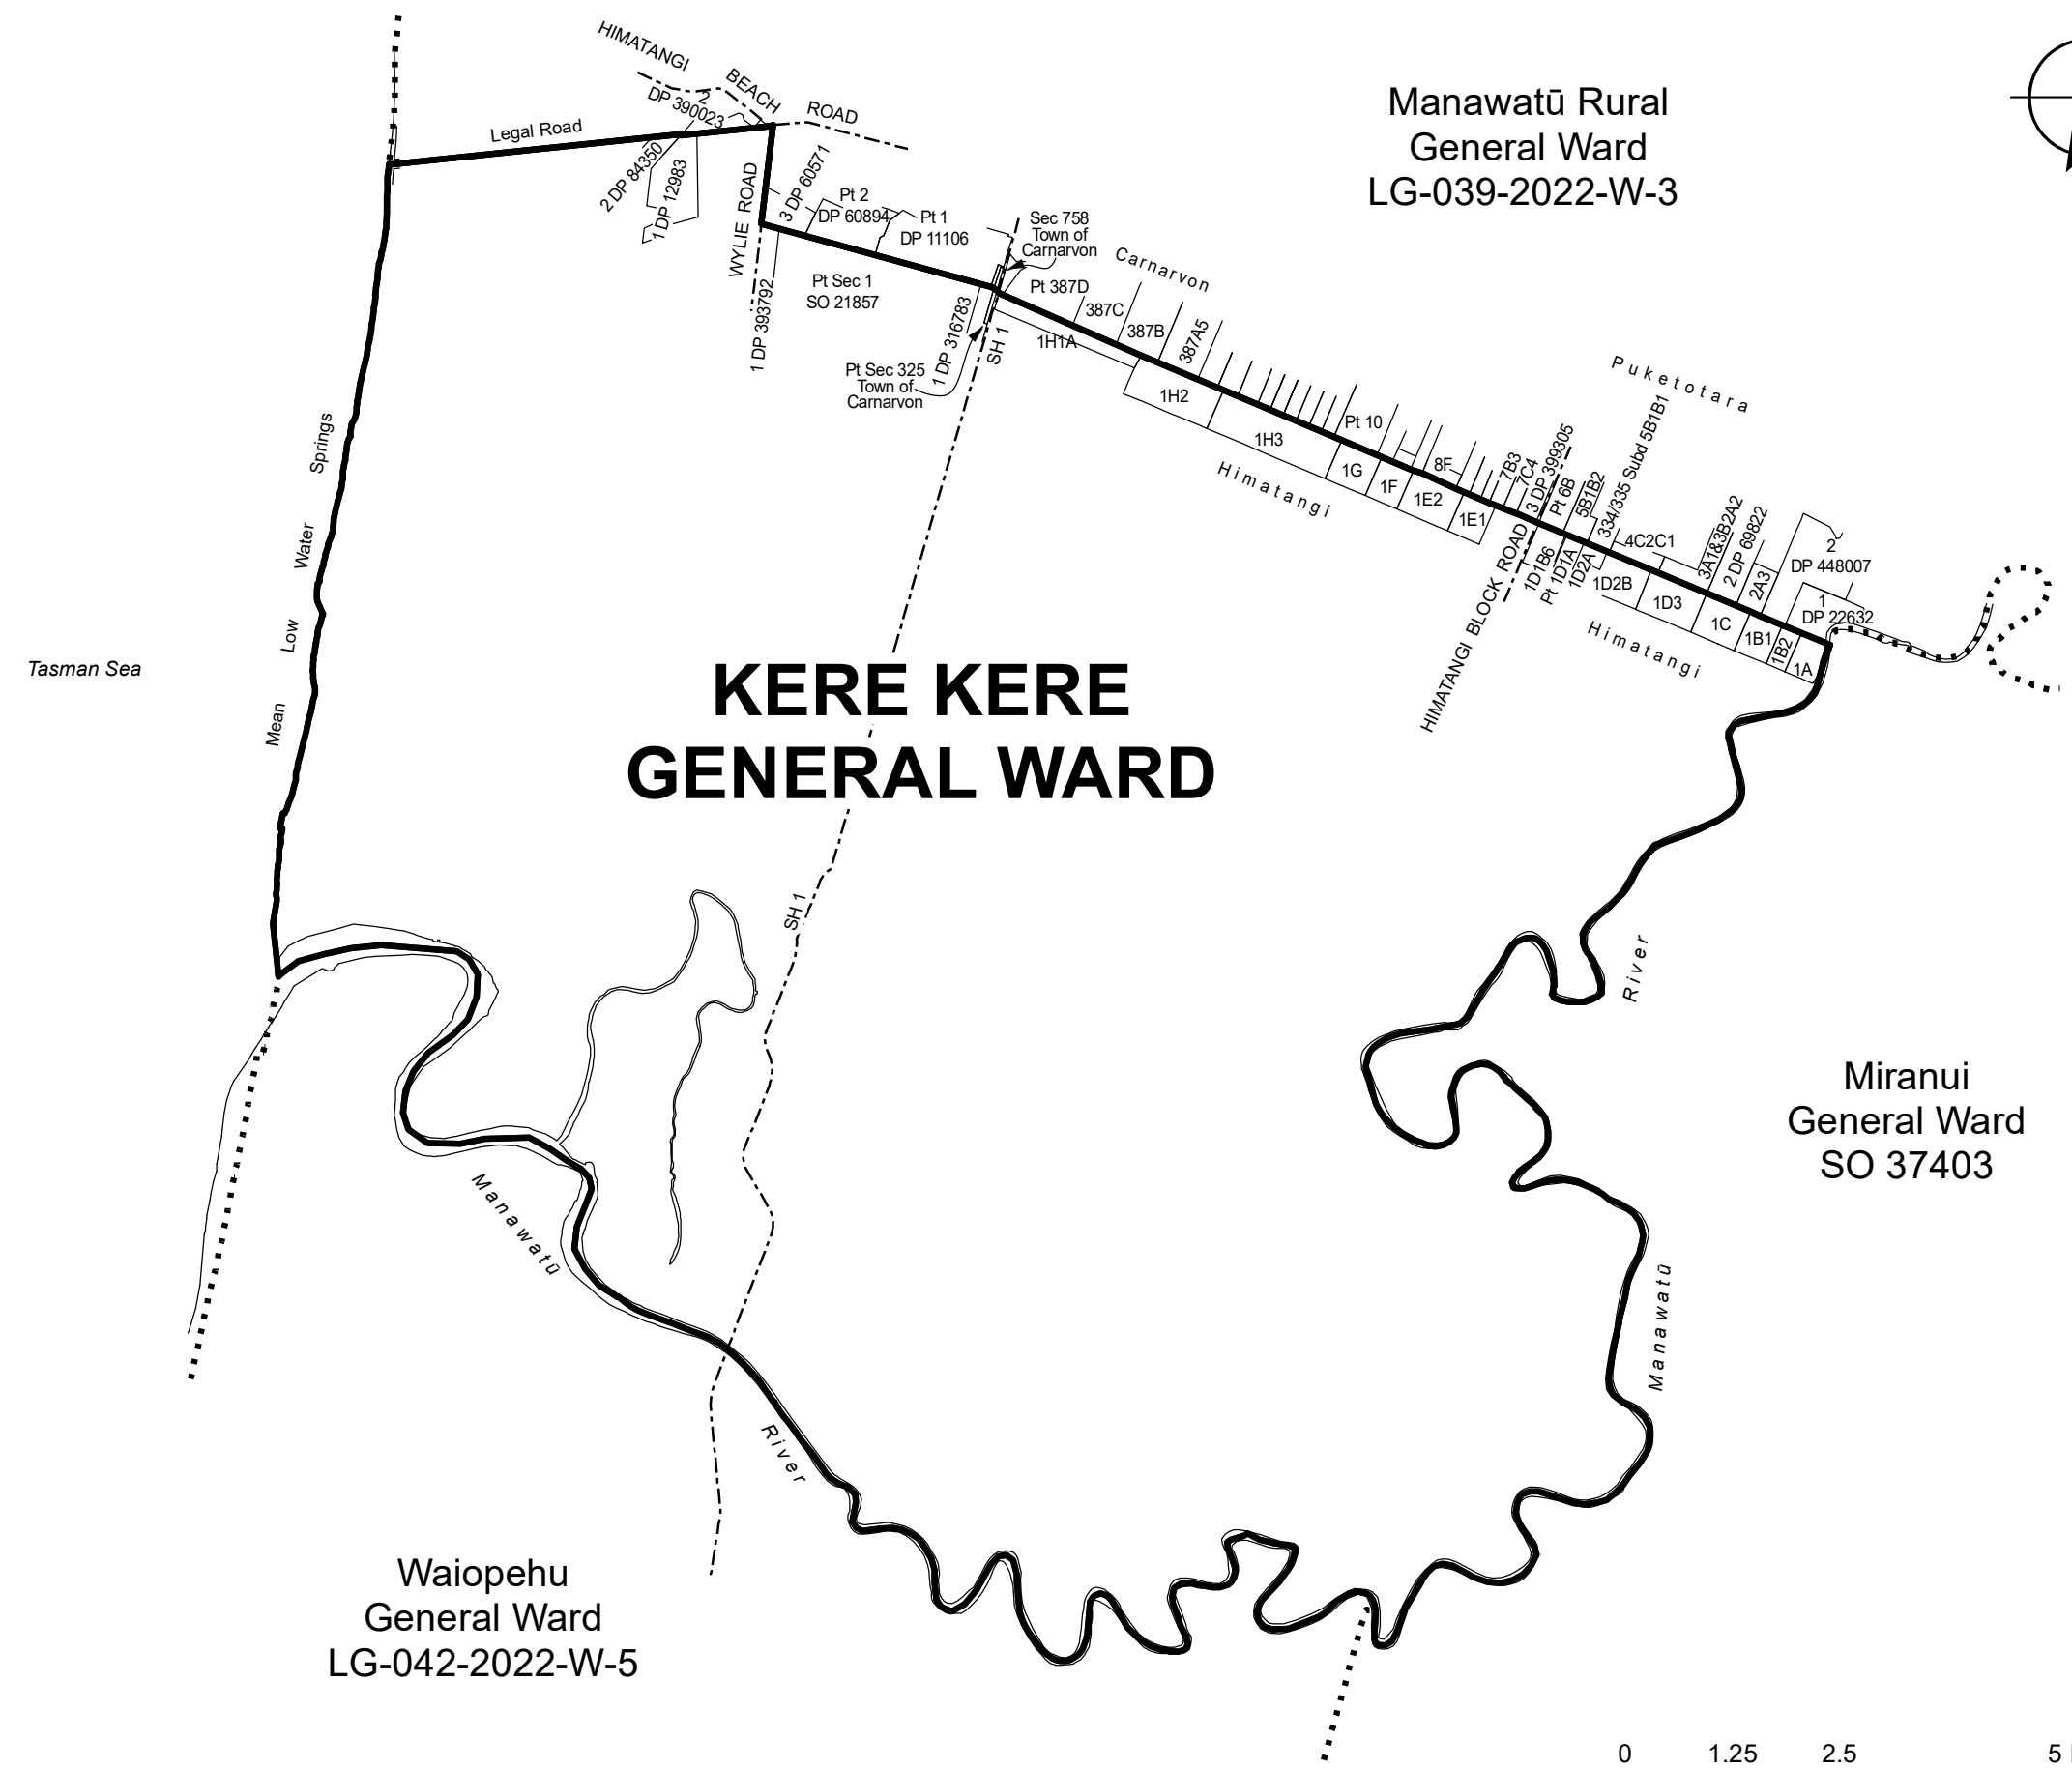 HIMATANGI
BEACH
ROAD
2
DP 390023
Legal Road
2 DP 84350
1 DP 12983
WYLIE ROAD
3 DP 60571
Pt 2
DP 60894
Pt 1
DP 11106
Sec 758
Town of
Carnarvon
Manawatū Rural
General Ward
LG-039-2022-W-3
Carnarvon
1 DP 393792
Pt Sec 1
SO 21857
1 DP 316783
SH 1
Pt Sec 325
Town of
Carnarvon
Pt 387D
387C
387B
387A5
1H1A
1H2
1H3
Pt 10
1G
1F
8F
1E2
1E1
7B3
7C4
3 DP 399305
Pt 6B
5B1B2
334/335 Subd 5B1B1
Puketotara
Himatangi
HIMATANGI BLOCK ROAD
1D1B6
Pt 1D1A
1D2A
1D2B
4C2C1
1D3
3A1&3B2A2
2 DP 69822
2A3
2
DP 448007
1
DP 22632
1C
1B1
1B2
1A
Himatangi
Mean Low Water Springs
Tasman Sea
KERE KERE
GENERAL WARD
SH 1
River
Manawatū
Miranui
General Ward
SO 37403
Manawatū
River
Waiopehu
General Ward
LG-042-2022-W-5
0 1.25 2.5 5